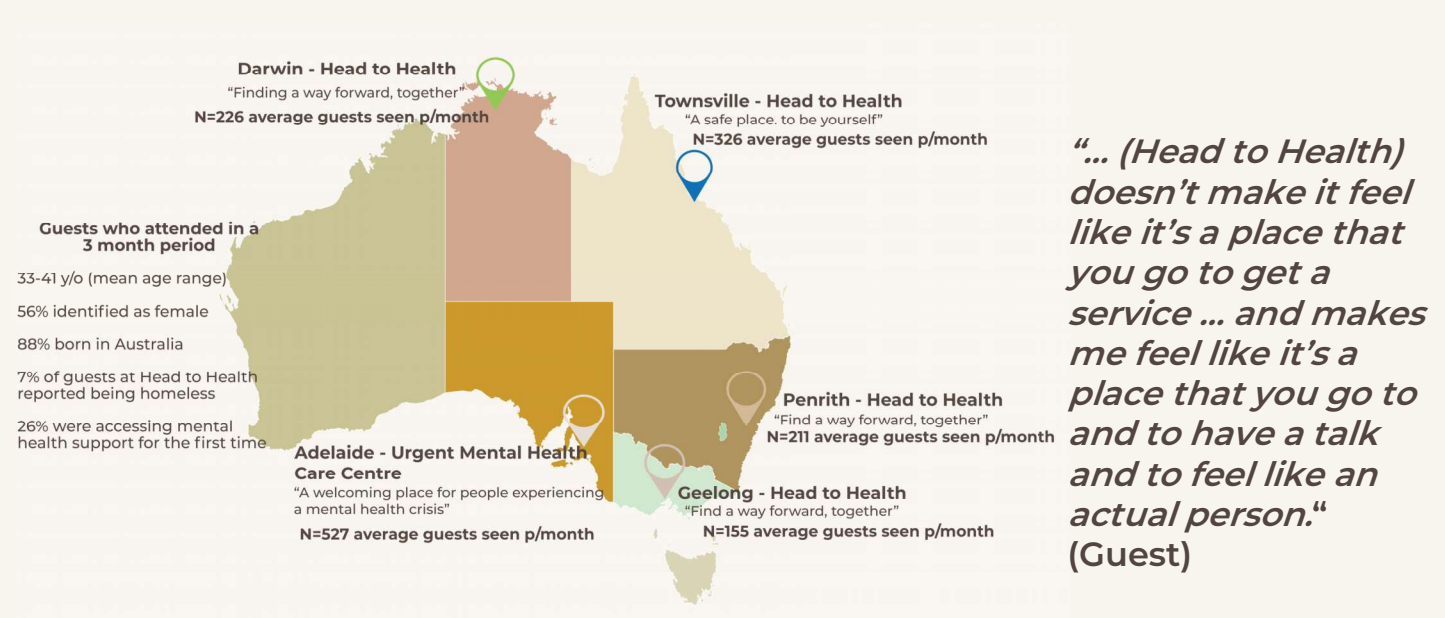 Darwin - Head to Health
“Finding a way forward, together”
N=226 average guests seen p/month
Townsville - Head to Health
“A safe place. to be yourself”
N=326 average guests seen p/month
Guests who attended in a
3 month period
33-41 y/o (mean age range)
56% identified as female
88% born in Australia
7% of guests at Head to Health
reported being homeless
26% were accessing mental
health support for the first time
Adelaide - Urgent Mental Health
Care Centre
“A welcoming place for people experiencing
a mental health crisis”
N=527 average guests seen p/month
Penrith - Head to Health
“Find a way forward, together”
N=211 average guests seen p/month
Geelong - Head to Health
“Find a way forward, together”
N=155 average guests seen p/month
“... (Head to Health)
doesn’t make it feel
like it’s a place that
you go to get a
service ... and makes
me feel like it’s a
place that you go to
and to have a talk
and to feel like an
actual person.“
(Guest)